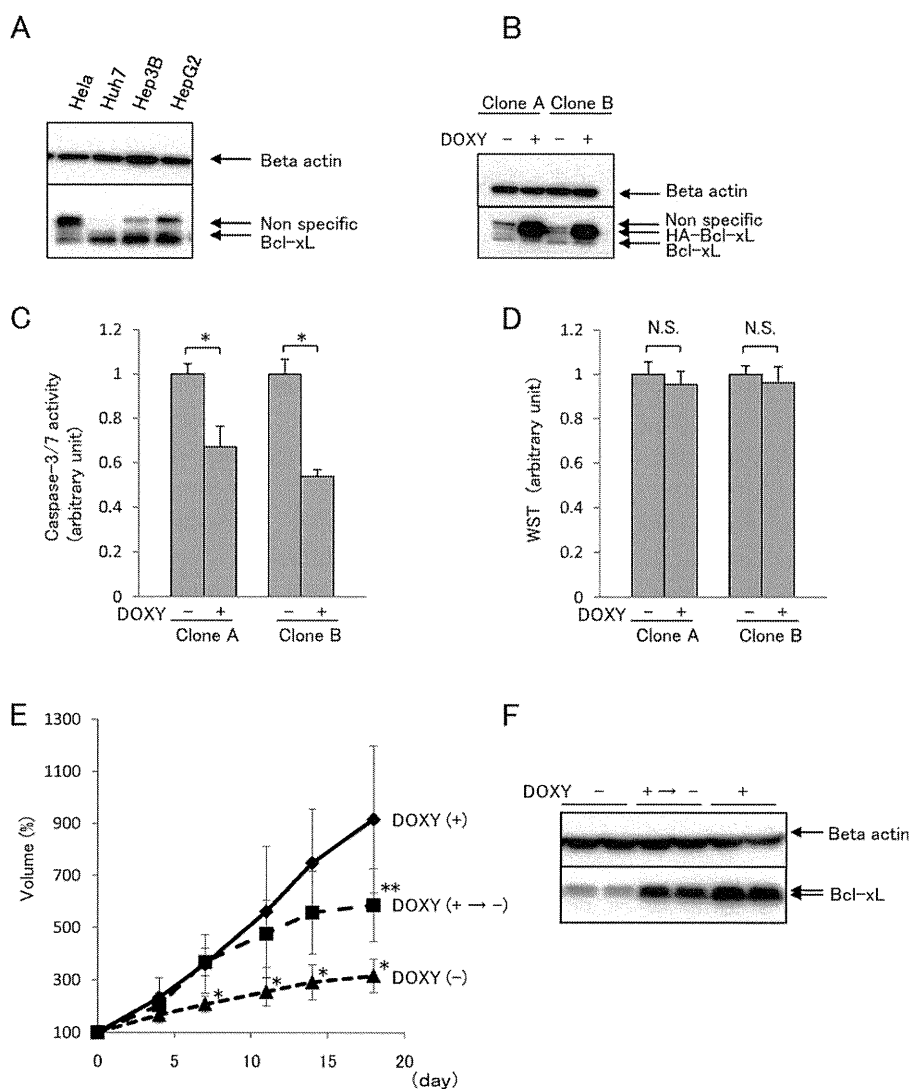 A
Hela Huh7 Hep3B HepG2
Beta actin
Non specific
Bcl-xL
B
Clone A Clone B
DOXY − + − +
Beta actin
Non specific
HA-Bcl-xL
Bcl-xL
C
Caspase-3/7 activity
(arbitrary unit)
1.2
1
0.8
0.6
0.4
0.2
0
* *
DOXY − + − +
Clone A Clone B
D
WST (arbitrary unit)
1.2
1
0.8
0.6
0.4
0.2
0
N.S. N.S.
DOXY − + − +
Clone A Clone B
E
Volume (%)
1300
1100
900
700
500
300
100
DOXY (+)
**
DOXY (+ → −)
* * * *
DOXY (−)
0 5 10 15 20
(day)
F
DOXY − + → − +
Beta actin
Bcl-xL